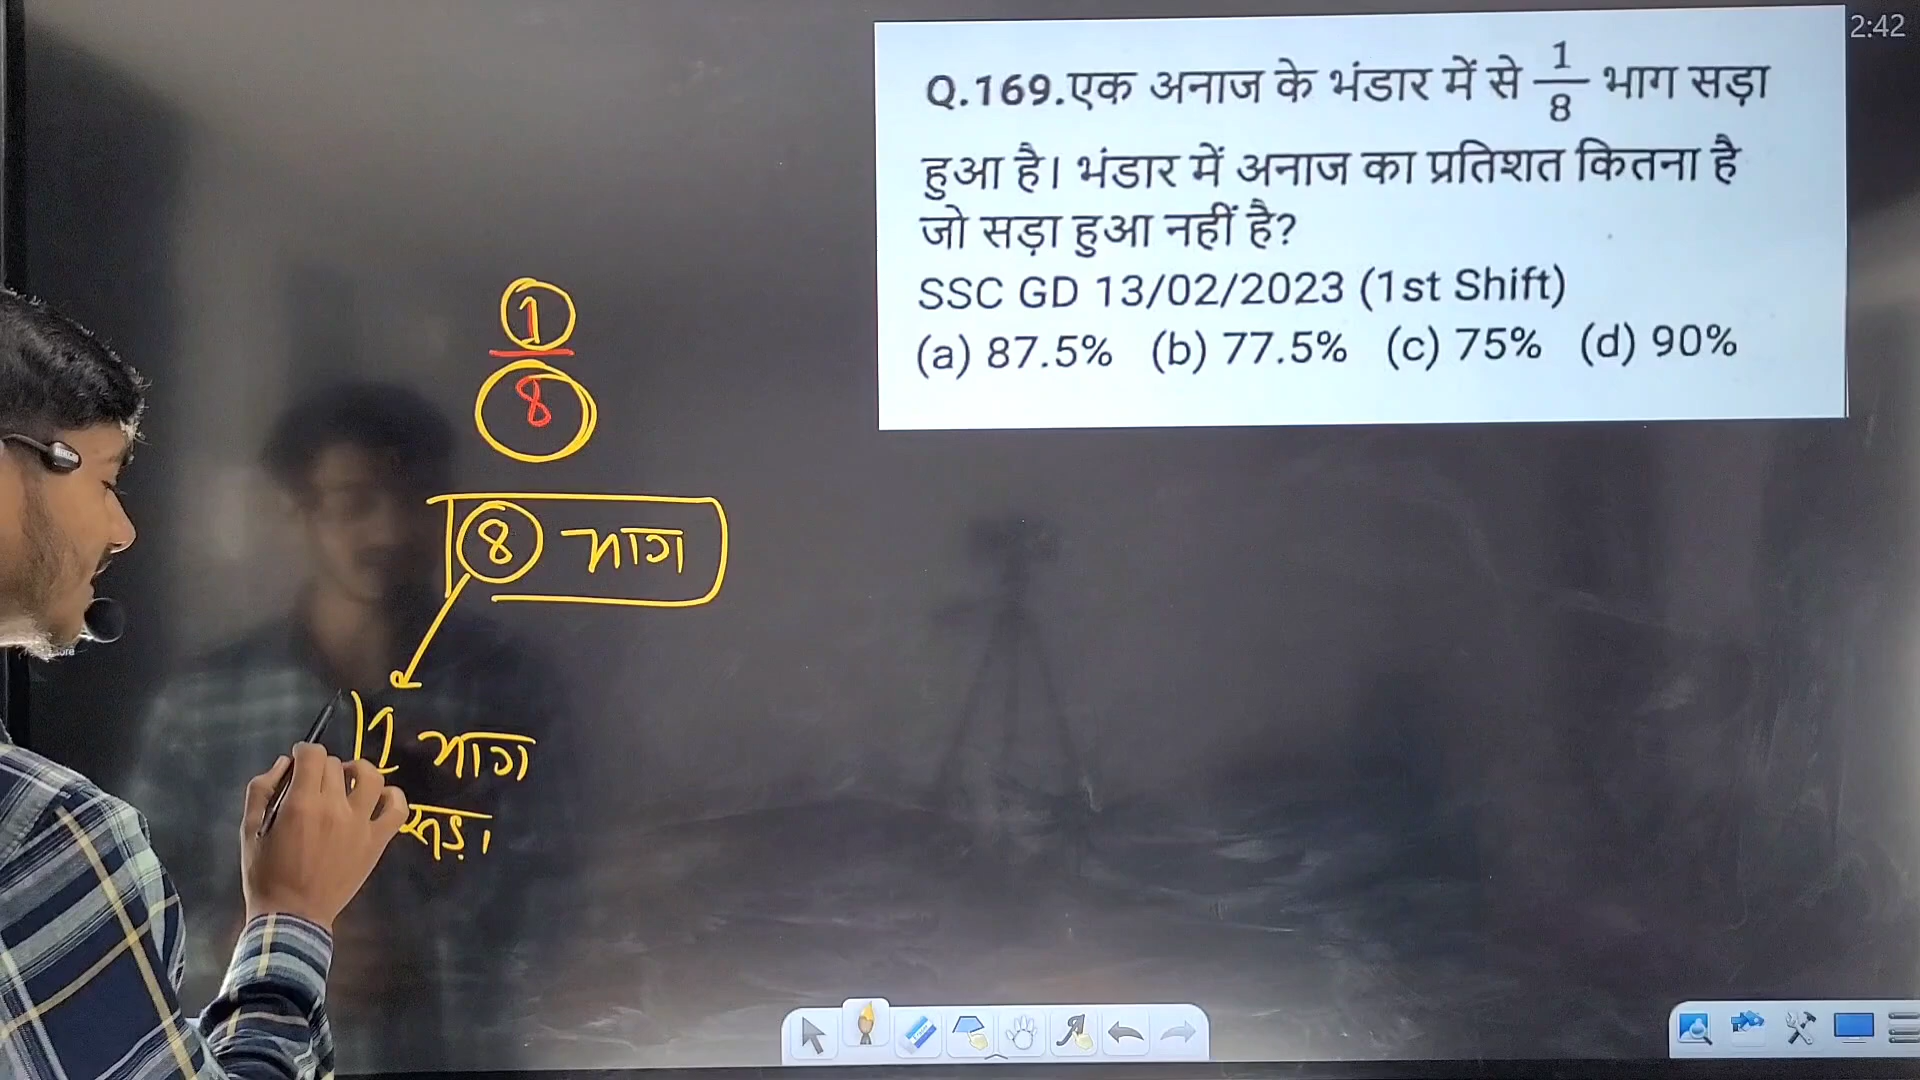 2:42
Q.169.एक अनाज के भंडार में से 1/8 भाग सड़ा
हुआ है। भंडार में अनाज का प्रतिशत कितना है
जो सड़ा हुआ नहीं है?
SSC GD 13/02/2023 (1st Shift)
(a) 87.5% (b) 77.5% (c) 75% (d) 90%
1
8
8 भाग
1 भाग
सड़ा